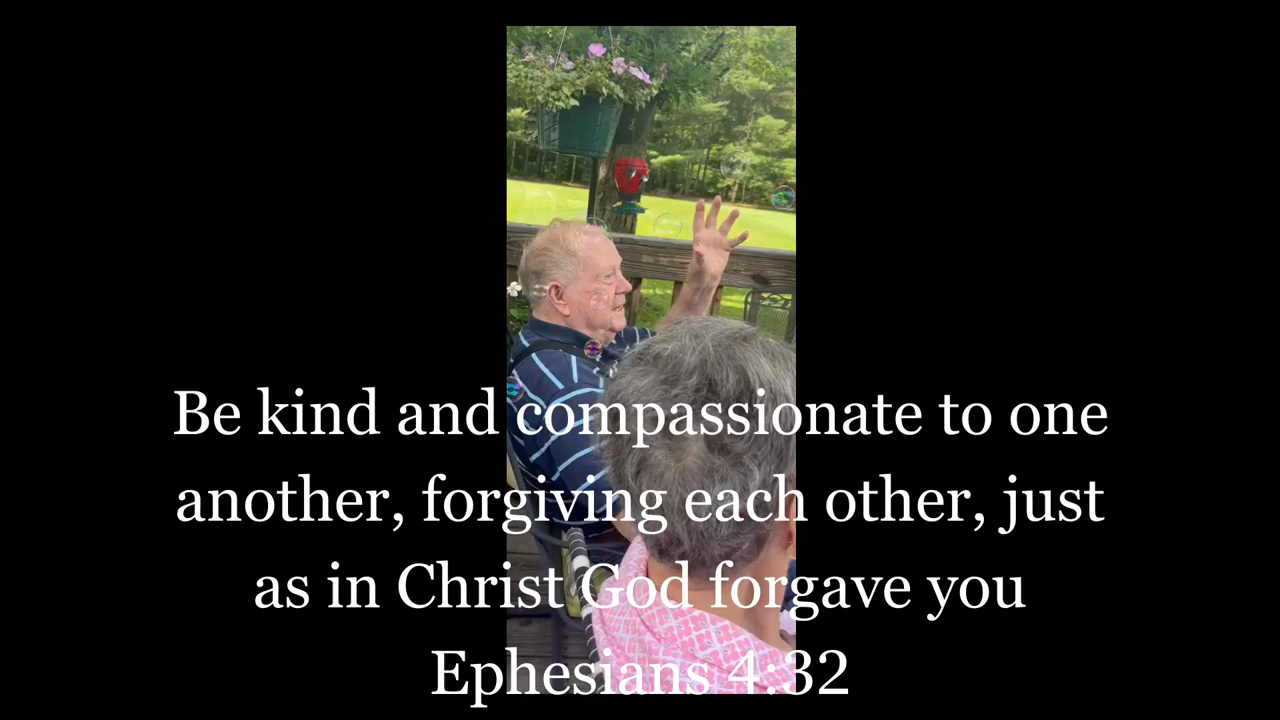 Be kind and compassionate to one
another, forgiving each other, just
as in Christ God forgave you
Ephesians 4:32